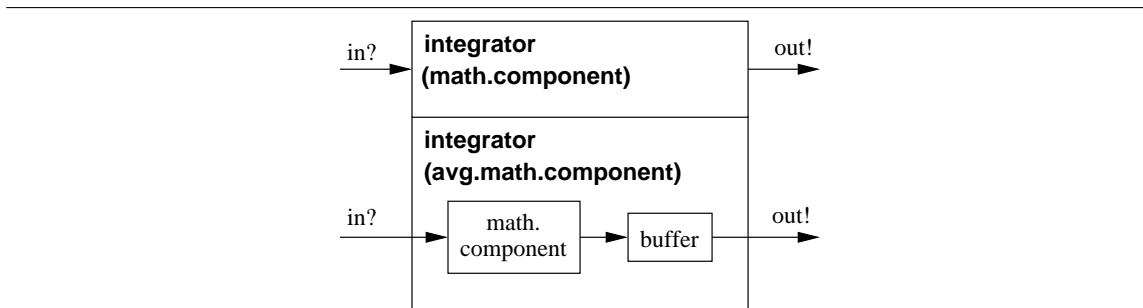 integrator
in?
out!
(math.component)
integrator
(avg.math.component)
in?
out!
math.
component
buffer